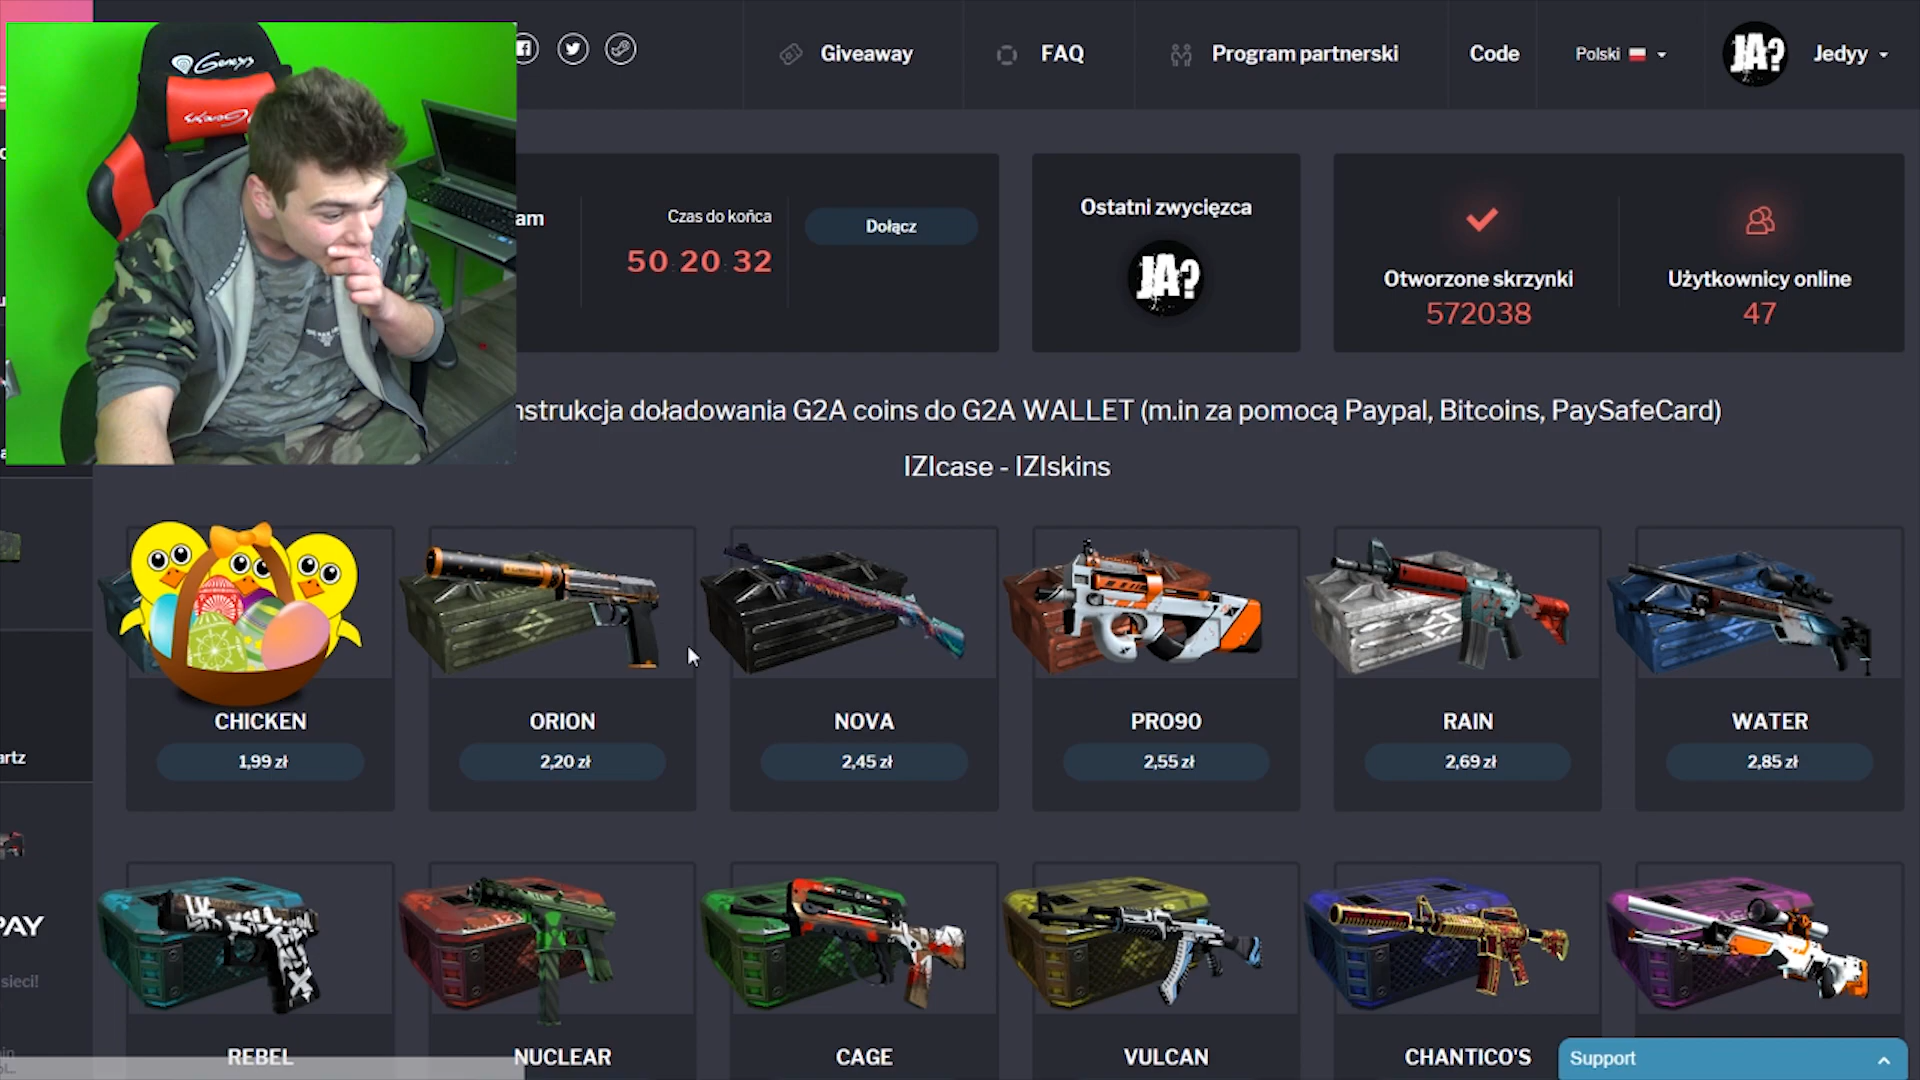 Genesis
Giveaway
FAQ
Program partnerski
Code
Polski
JA?
Jedyy
am
Czas do końca
50:20:32
Dołącz
Ostatni zwycięzca
JA?
Otworzone skrzynki
572038
Użytkownicy online
47
nstrukcja doładowania G2A coins do G2A WALLET (m.in za pomocą Paypal, Bitcoins, PaySafeCard)
IZIcase - IZIskins
CHICKEN
1,99 zł
ORION
2,20 zł
NOVA
2,45 zł
PRO90
2,55 zł
RAIN
2,69 zł
WATER
2,85 zł
artz
PAY
sieci!
REBEL
NUCLEAR
CAGE
VULCAN
CHANTICO'S
Support